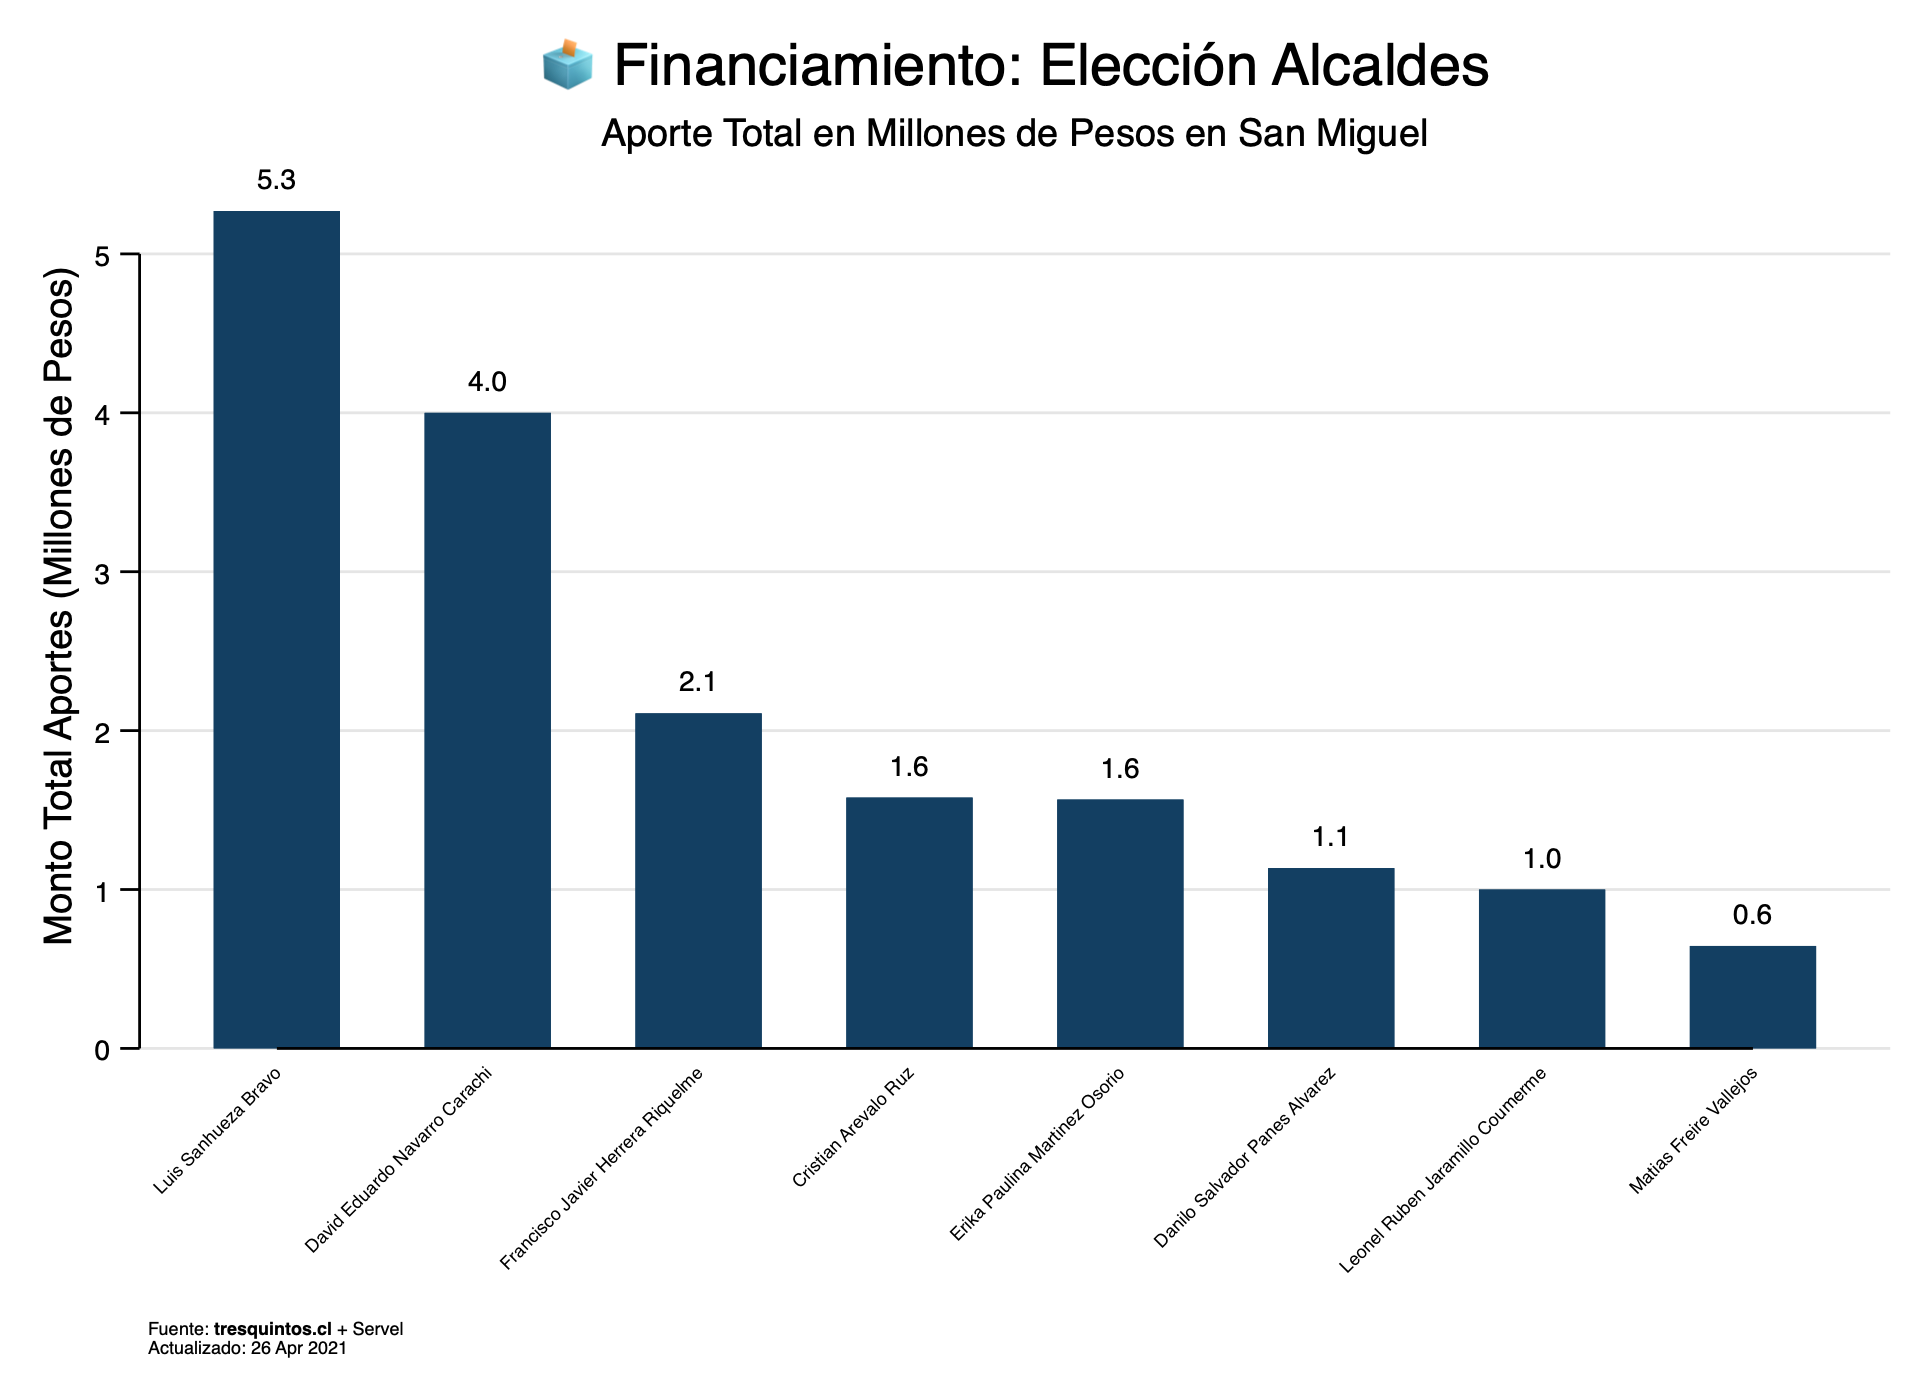 Financiamiento: Elección Alcaldes
Aporte Total en Millones de Pesos en San Miguel
Monto Total Aportes (Millones de Pesos)
5
4
3
2
1
0
5.3
4.0
2.1
1.6
1.6
1.1
1.0
0.6
Luis Sanhueza Bravo
David Eduardo Navarro Carachi
Francisco Javier Herrera Riquelme
Cristian Arevalo Ruz
Erika Paulina Martinez Osorio
Danilo Salvador Panes Alvarez
Leonel Ruben Jaramillo Coumerme
Matias Freire Vallejos
Fuente: tresquintos.cl + Servel
Actualizado: 26 Apr 2021